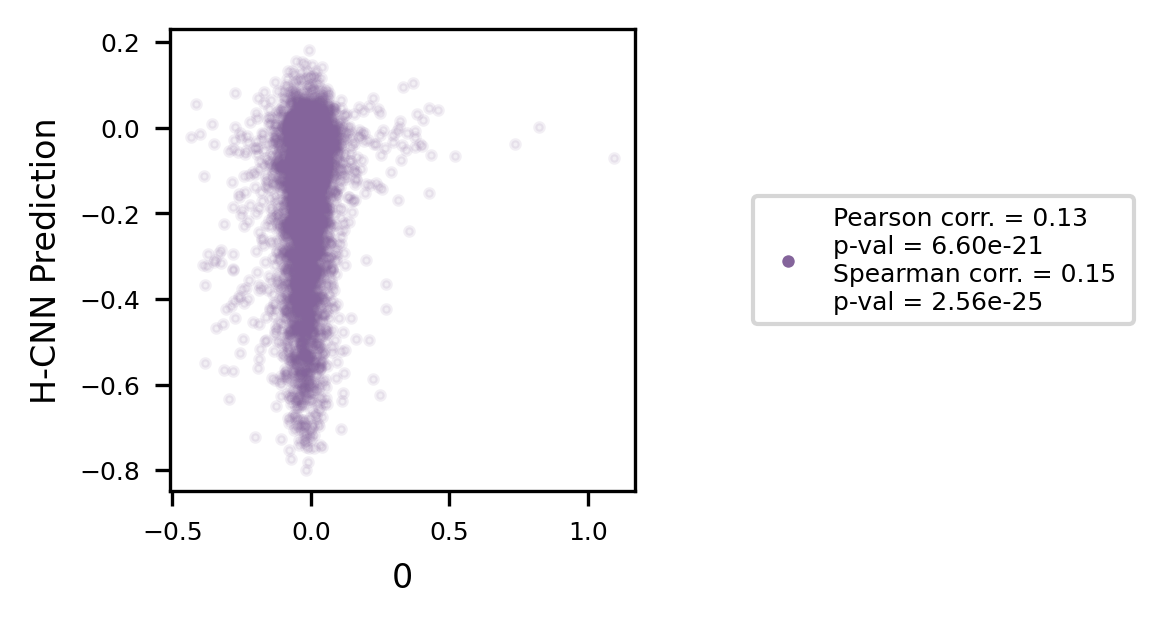 H-CNN Prediction
0.2
0.0
−0.2
−0.4
−0.6
−0.8
−0.5
0.0
0.5
1.0
0
Pearson corr. = 0.13
p-val = 6.60e-21
Spearman corr. = 0.15
p-val = 2.56e-25